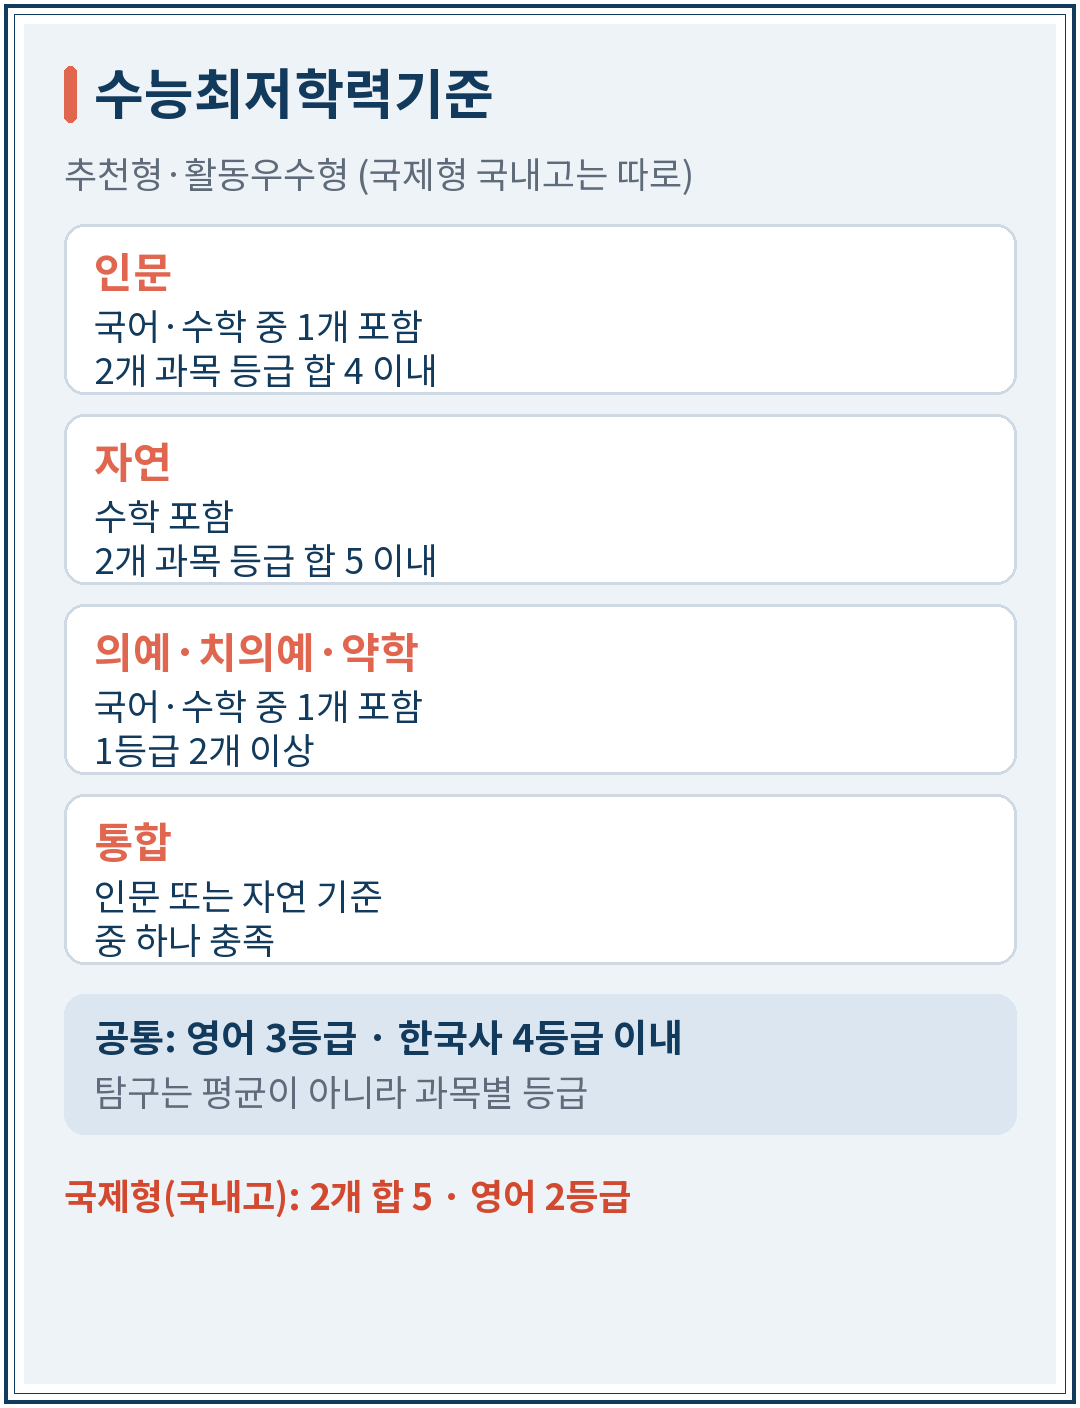 수능최저학력기준
추천형·활동우수형 (국제형 국내고는 따로)
인문
국어·수학 중 1개 포함
2개 과목 등급 합 4 이내
자연
수학 포함
2개 과목 등급 합 5 이내
의예·치의예·약학
국어·수학 중 1개 포함
1등급 2개 이상
통합
인문 또는 자연 기준
중 하나 충족
공통: 영어 3등급 · 한국사 4등급 이내
탐구는 평균이 아니라 과목별 등급
국제형(국내고): 2개 합 5 · 영어 2등급